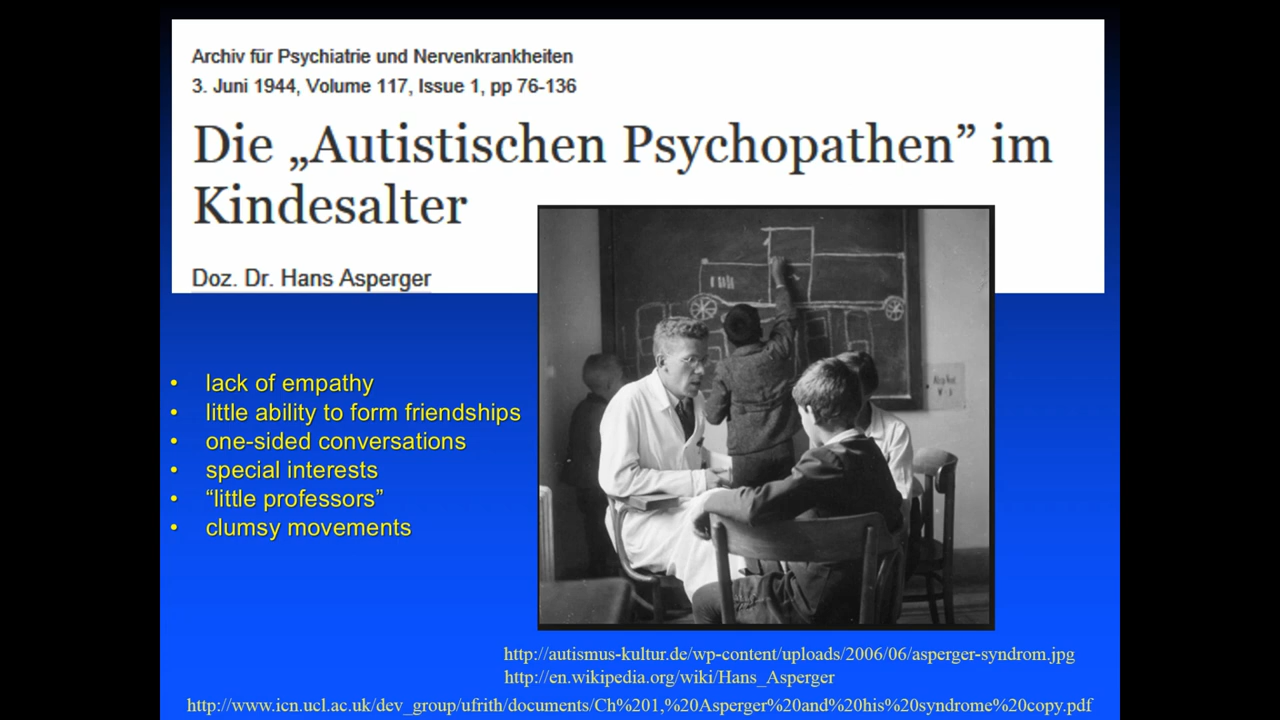 Archiv für Psychiatrie und Nervenkrankheiten
3. Juni 1944, Volume 117, Issue 1, pp 76-136
Die „Autistischen Psychopathen” im
Kindesalter
Doz. Dr. Hans Asperger
• lack of empathy
• little ability to form friendships
• one-sided conversations
• special interests
• “little professors”
• clumsy movements
http://autismus-kultur.de/wp-content/uploads/2006/06/asperger-syndrom.jpg
http://en.wikipedia.org/wiki/Hans_Asperger
http://www.icn.ucl.ac.uk/dev_group/ufrith/documents/Ch%201,%20Asperger%20and%20his%20syndrome%20copy.pdf